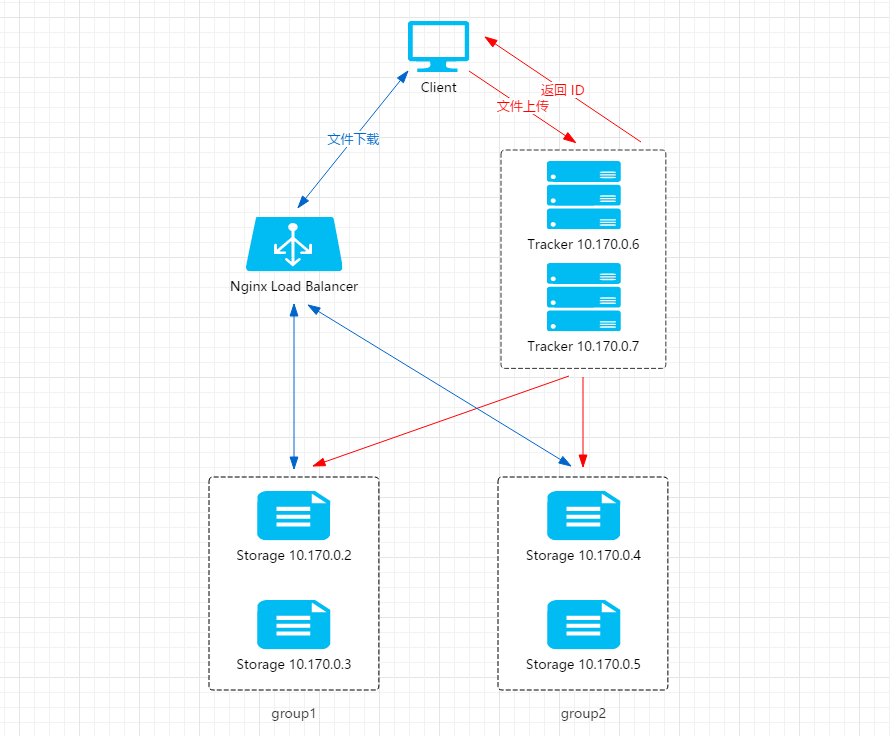 Client
返回 ID
文件上传
文件下载
Tracker 10.170.0.6
Nginx Load Balancer
Tracker 10.170.0.7
Storage 10.170.0.2
Storage 10.170.0.4
Storage 10.170.0.3
Storage 10.170.0.5
group1
group2